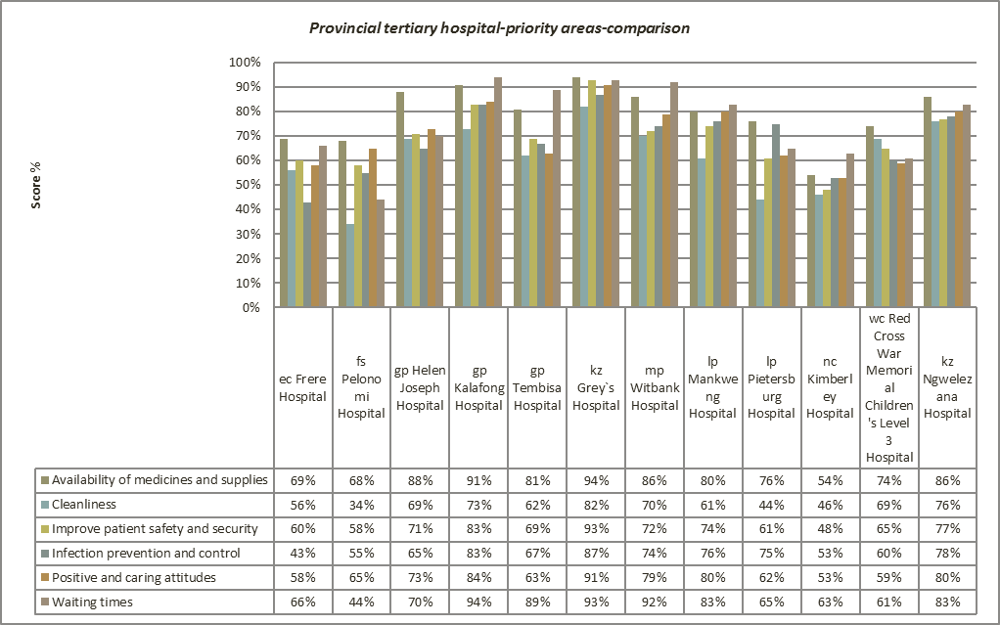 Provincial tertiary hospital-priority areas-comparison
Score %
100%
90%
80%
70%
60%
50%
40%
30%
20%
10%
0%
ec Frere
Hospital
fs
Pelono
mi
Hospital
gp Helen
Joseph
Hospital
gp
Kalafong
Hospital
gp
Tembisa
Hospital
kz
Grey`s
Hospital
mp
Witbank
Hospital
lp
Mankwe
ng
Hospital
lp
Pietersb
urg
Hospital
nc
Kimberl
ey
Hospital
wc Red
Cross
War
Memori
al
Children
's Level
3
Hospital
kz
Ngwelez
ana
Hospital
Availability of medicines and supplies 69% 68% 88% 91% 81% 94% 86% 80% 76% 54% 74% 86%
Cleanliness 56% 34% 69% 73% 62% 82% 70% 61% 44% 46% 69% 76%
Improve patient safety and security 60% 58% 71% 83% 69% 93% 72% 74% 61% 48% 65% 77%
Infection prevention and control 43% 55% 65% 83% 67% 87% 74% 76% 75% 53% 60% 78%
Positive and caring attitudes 58% 65% 73% 84% 63% 91% 79% 80% 62% 53% 59% 80%
Waiting times 66% 44% 70% 94% 89% 93% 92% 83% 65% 63% 61% 83%